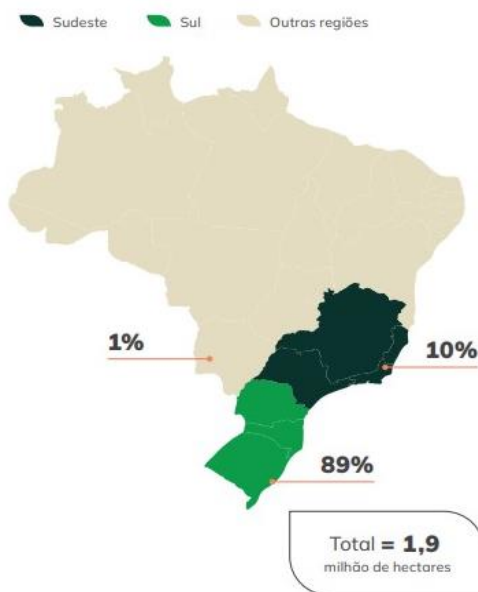 Sudeste Sul Outras regiões
1%
10%
89%
Total = 1,9
milhão de hectares